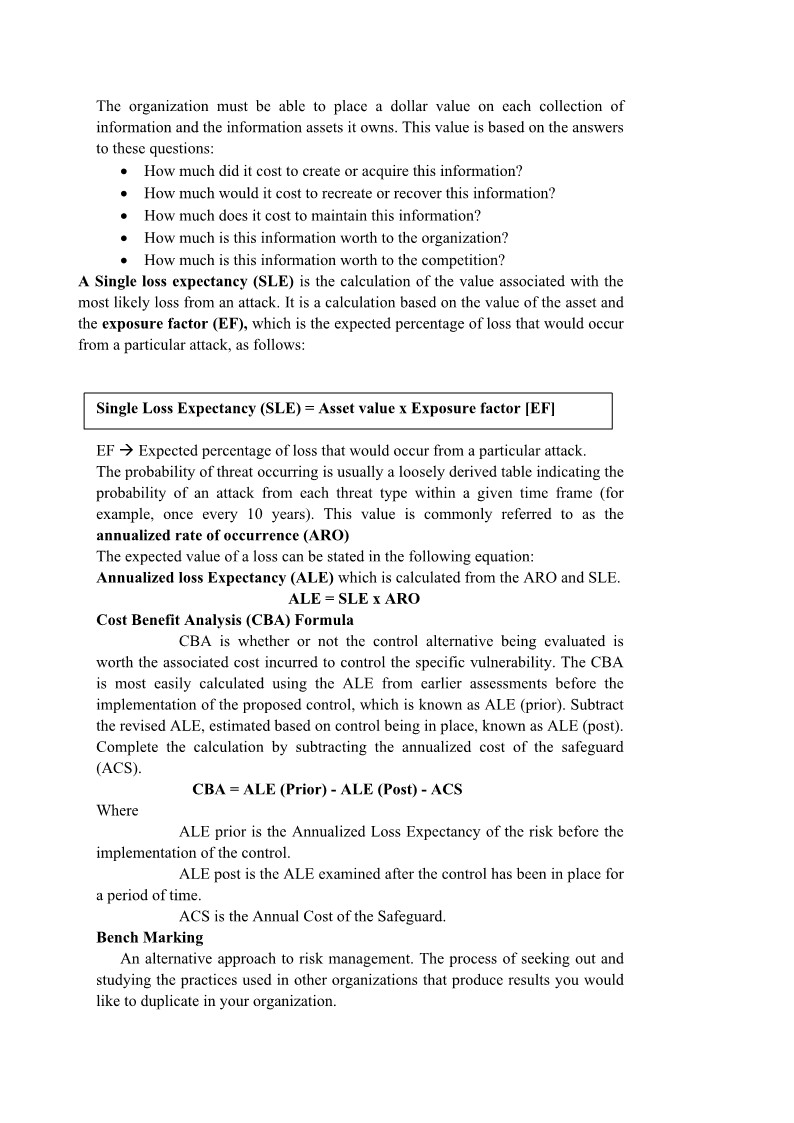 The organization must be able to place a dollar value on each collection of
information and the information assets it owns. This value is based on the answers
to these questions:
• How much did it cost to create or acquire this information?
• How much would it cost to recreate or recover this information?
• How much does it cost to maintain this information?
• How much is this information worth to the organization?
• How much is this information worth to the competition?
A Single loss expectancy (SLE) is the calculation of the value associated with the
most likely loss from an attack. It is a calculation based on the value of the asset and
the exposure factor (EF), which is the expected percentage of loss that would occur
from a particular attack, as follows:
Single Loss Expectancy (SLE) = Asset value x Exposure factor [EF]
EF → Expected percentage of loss that would occur from a particular attack.
The probability of threat occurring is usually a loosely derived table indicating the
probability of an attack from each threat type within a given time frame (for
example, once every 10 years). This value is commonly referred to as the
annualized rate of occurrence (ARO)
The expected value of a loss can be stated in the following equation:
Annualized loss Expectancy (ALE) which is calculated from the ARO and SLE.
ALE = SLE x ARO
Cost Benefit Analysis (CBA) Formula
CBA is whether or not the control alternative being evaluated is
worth the associated cost incurred to control the specific vulnerability. The CBA
is most easily calculated using the ALE from earlier assessments before the
implementation of the proposed control, which is known as ALE (prior). Subtract
the revised ALE, estimated based on control being in place, known as ALE (post).
Complete the calculation by subtracting the annualized cost of the safeguard
(ACS).
CBA = ALE (Prior) - ALE (Post) - ACS
Where
ALE prior is the Annualized Loss Expectancy of the risk before the
implementation of the control.
ALE post is the ALE examined after the control has been in place for
a period of time.
ACS is the Annual Cost of the Safeguard.
Bench Marking
An alternative approach to risk management. The process of seeking out and
studying the practices used in other organizations that produce results you would
like to duplicate in your organization.